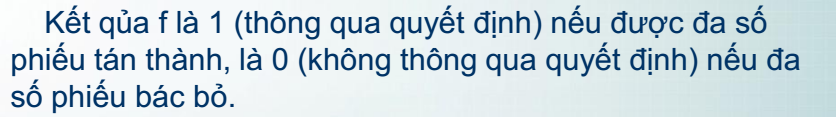 Kết qủa f là 1 (thông qua quyết định) nếu được đa số
phiếu tán thành, là 0 (không thông qua quyết định) nếu đa
số phiếu bác bỏ.